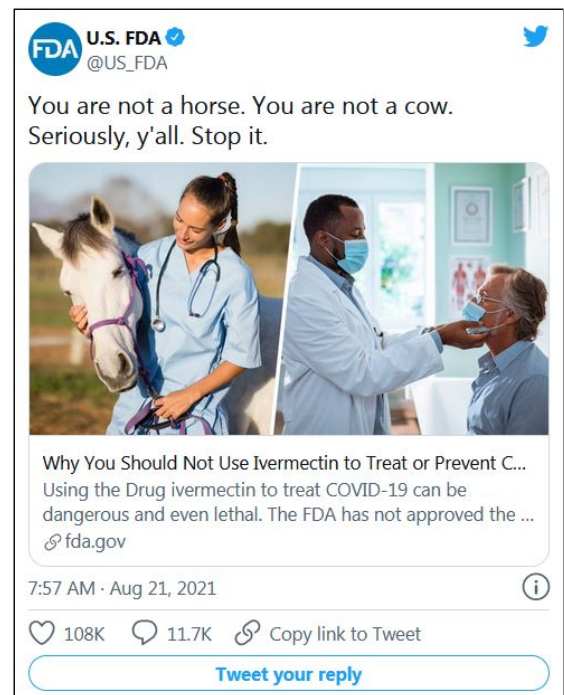 FDA
U.S. FDA
@US_FDA
You are not a horse. You are not a cow.
Seriously, y'all. Stop it.
Why You Should Not Use Ivermectin to Treat or Prevent C...
Using the Drug ivermectin to treat COVID-19 can be
dangerous and even lethal. The FDA has not approved the ...
fda.gov
7:57 AM · Aug 21, 2021
108K 11.7K Copy link to Tweet
Tweet your reply